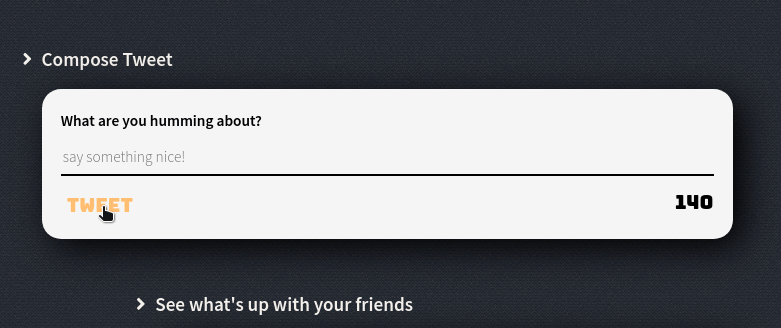 Compose Tweet
What are you humming about?
say something nice!
TWEET
140
See what's up with your friends